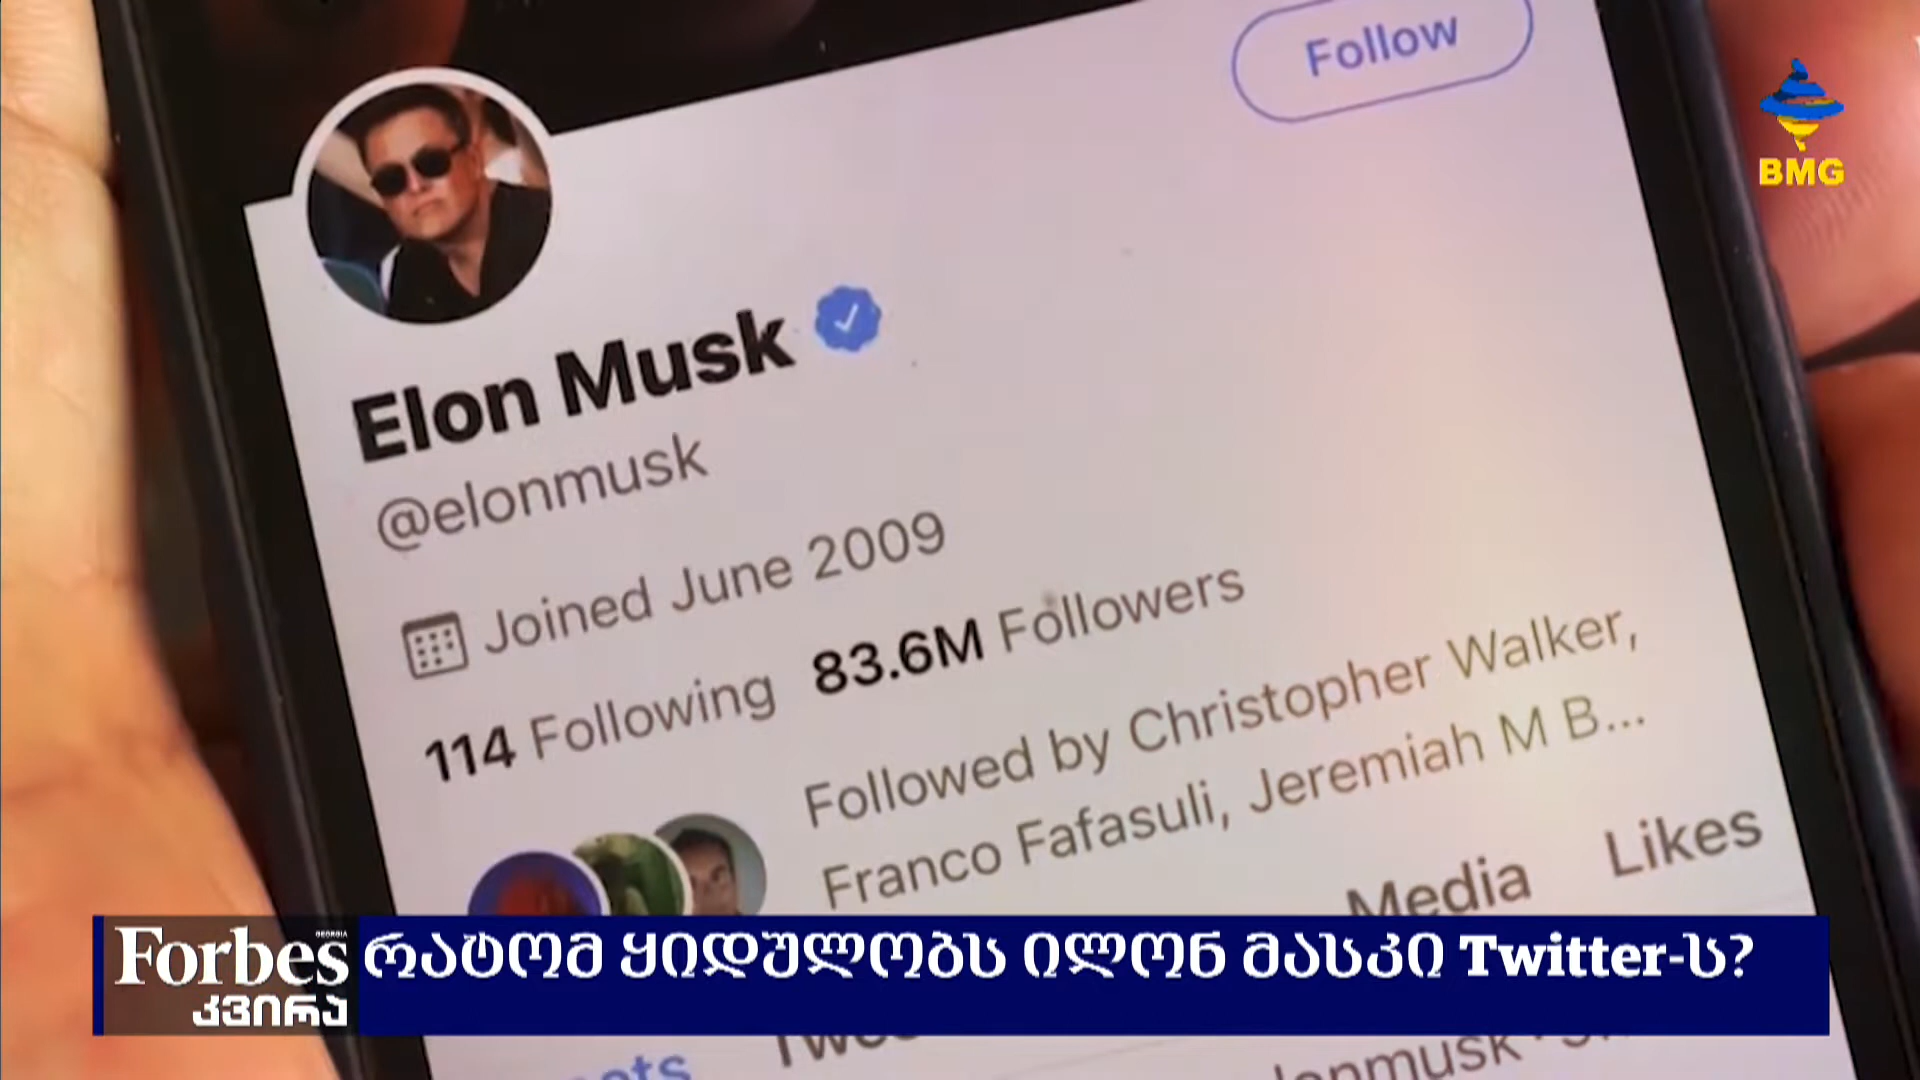 Follow
BMG
Elon Musk
@elonmusk
Joined June 2009
114 Following 83.6M Followers
Followed by Christopher Walker,
Franco Fafasuli, Jeremiah M B...
Media Likes
Forbes
GEORGIA
კვირა
რატომ ყიდულობს ილონ მასკი Twitter-ს?